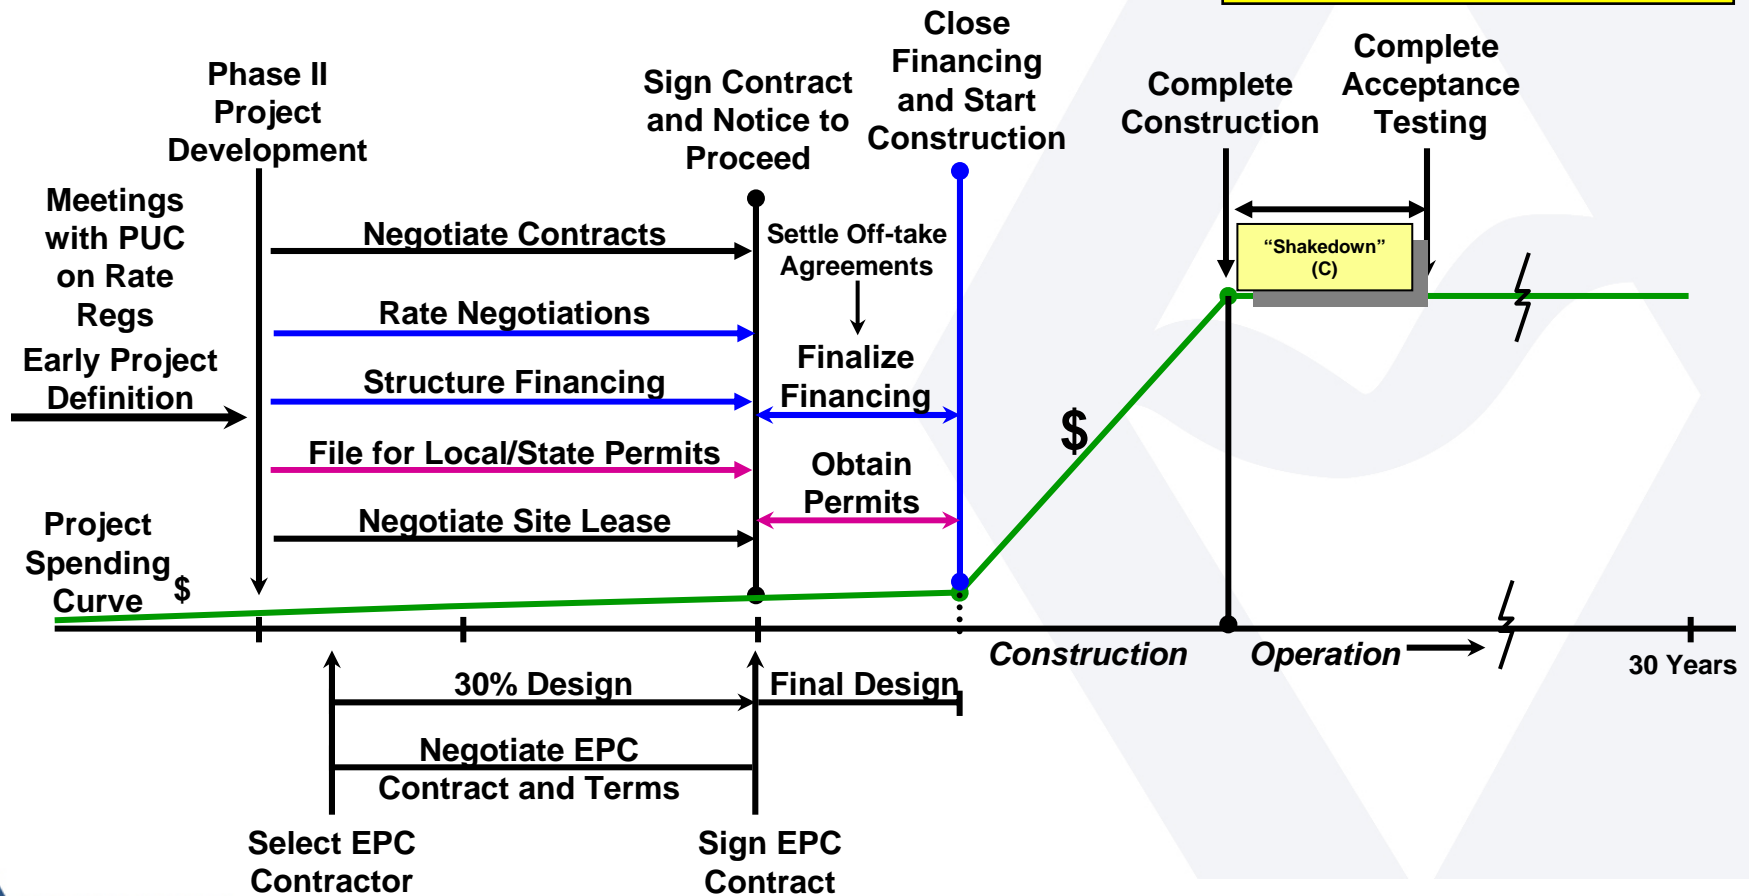 Close
Financing
and Start
Construction
Complete
Acceptance
Testing
Phase II
Project
Development
Sign Contract
and Notice to
Proceed
Complete
Construction
Meetings
with PUC
on Rate
Regs
Negotiate Contracts
Settle Off-take
Agreements
“Shakedown”
(C)
Rate Negotiations
Early Project
Definition
Structure Financing
Finalize
Financing
$
File for Local/State Permits
Obtain
Permits
Negotiate Site Lease
Project
Spending
Curve $
Construction
Operation
30 Years
30% Design
Final Design
Negotiate EPC
Contract and Terms
Select EPC
Contractor
Sign EPC
Contract